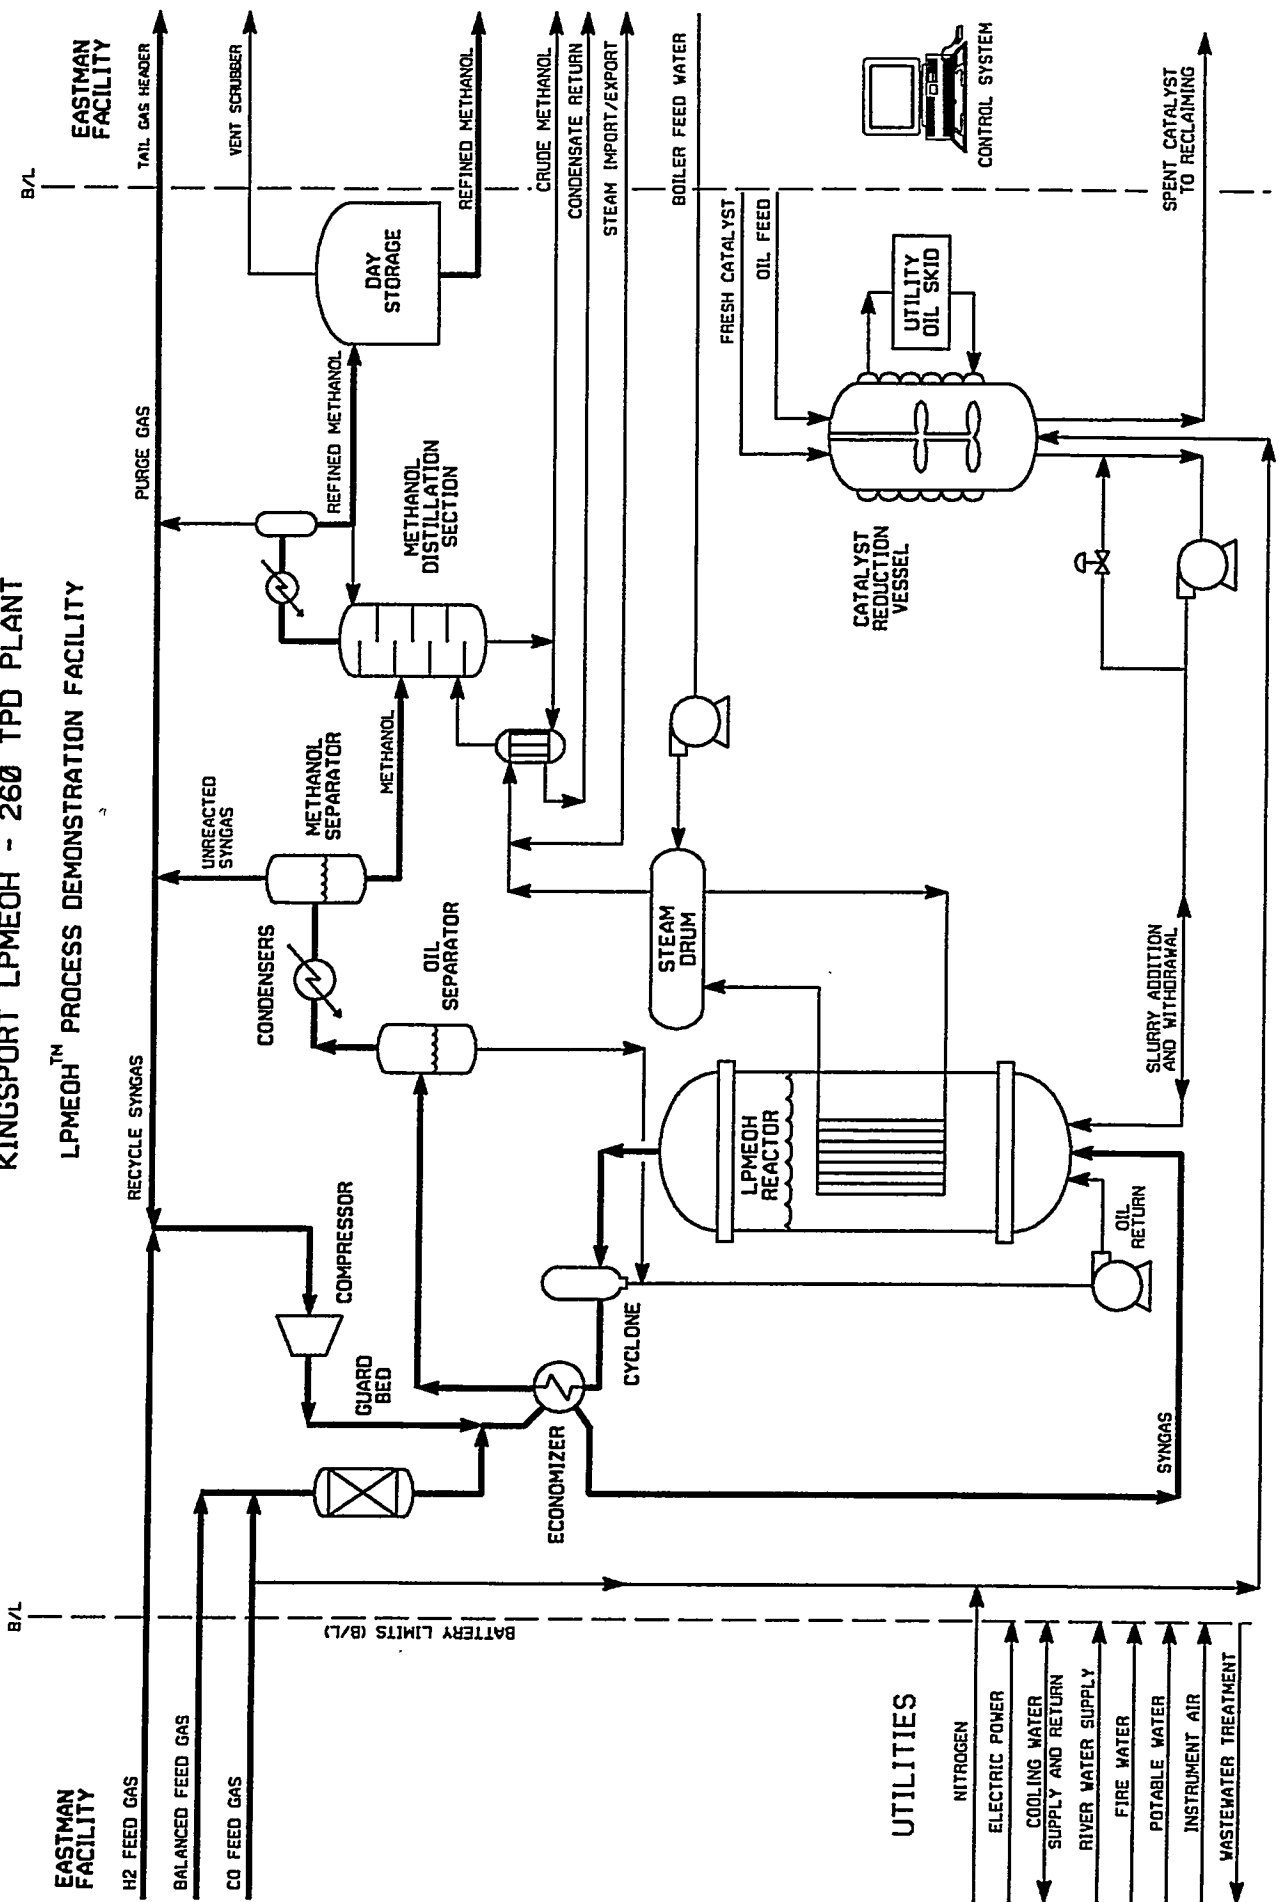 KINGSPORT LPMEOH - 260 TPD PLANT
LPMEOH™ PROCESS DEMONSTRATION FACILITY
EASTMAN
FACILITY
B/L
B/L
EASTMAN
FACILITY
H2 FEED GAS
RECYCLE SYNGAS
PURGE GAS
TAIL GAS HEADER
BALANCED FEED GAS
UNREACTED
SYNGAS
CO FEED GAS
VENT SCRUBBER
BATTERY LIMITS (B/L)
COMPRESSOR
GUARD
BED
CONDENSERS
METHANOL
SEPARATOR
REFINED METHANOL
DAY
STORAGE
METHANOL
OIL
SEPARATOR
METHANOL
DISTILLATION
SECTION
REFINED METHANOL
CRUDE METHANOL
CONDENSATE RETURN
STEAM IMPORT/EXPORT
ECONOMIZER
CYCLONE
STEAM
DRUM
BOILER FEED WATER
LPMEOH
REACTOR
FRESH CATALYST
OIL FEED
UTILITY
OIL SKID
CATALYST
REDUCTION
VESSEL
CONTROL SYSTEM
OIL
RETURN
SYNGAS
SLURRY ADDITION
AND WITHDRAWAL
SPENT CATALYST
TO RECLAIMING
UTILITIES
NITROGEN
ELECTRIC POWER
COOLING WATER
SUPPLY AND RETURN
RIVER WATER SUPPLY
FIRE WATER
POTABLE WATER
INSTRUMENT AIR
WASTEWATER TREATMENT